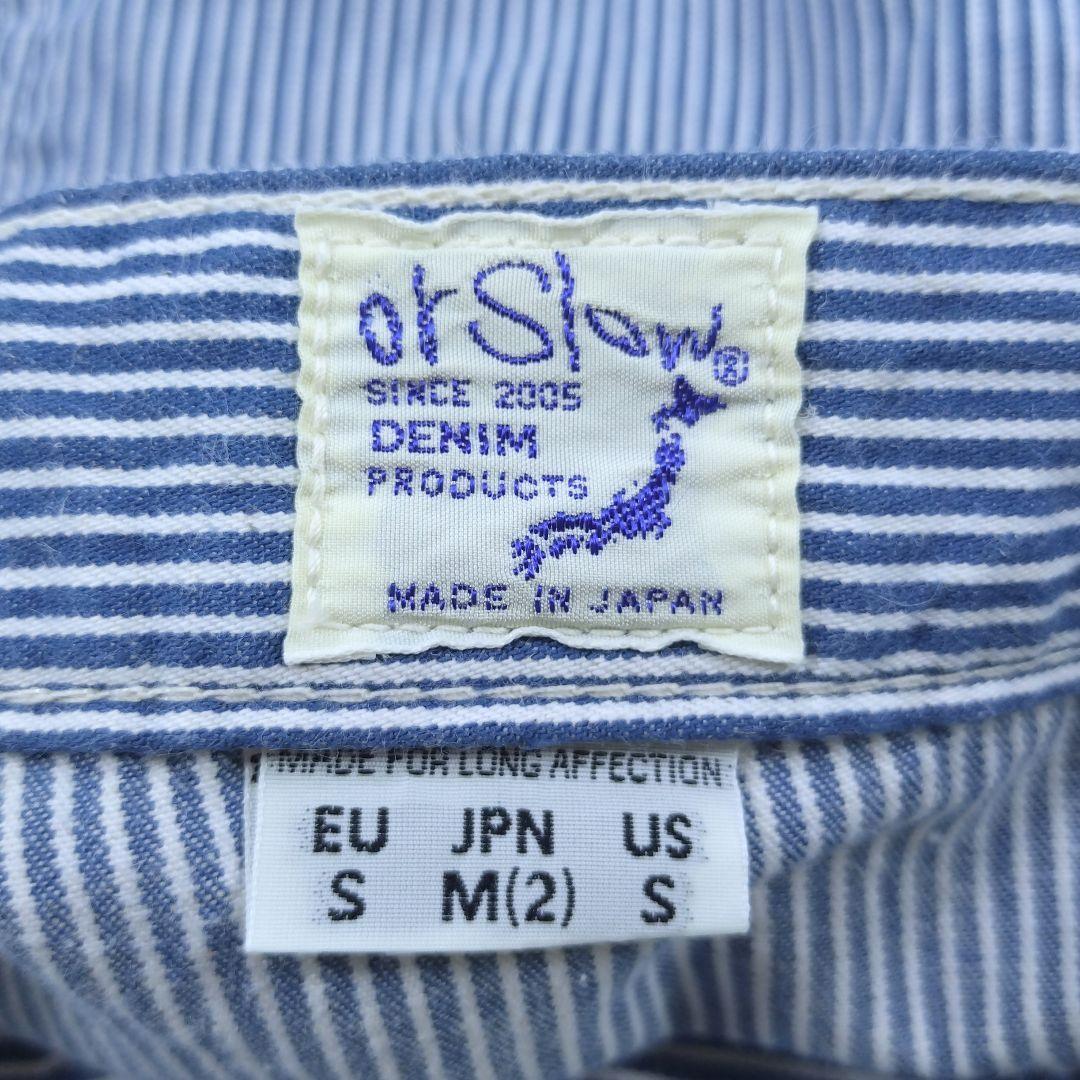 orSlow®
SINCE 2005
DENIM
PRODUCTS
MADE IN JAPAN
MADE FOR LONG AFFECTION
EU JPN US
S M(2) S